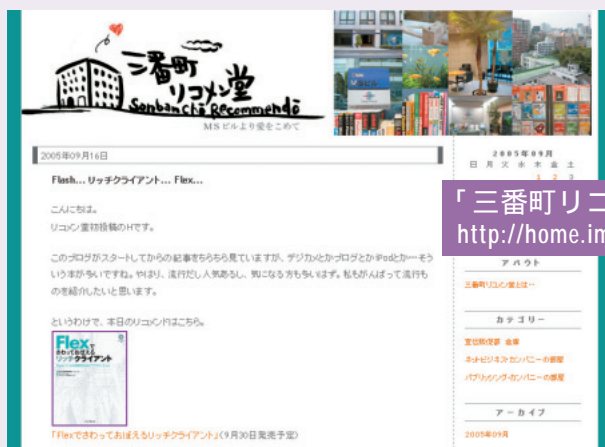 三番町
リコメン堂
Sanbancho Recommendo
MSビルより愛をこめて
2005年09月16日
Flash... リッチクライアント... Flex...
こんにちは。
リコメン堂初投稿のHです。
このブログがスタートしてからの記事をちらちら見ていますが、デジカメとかブログとかiPodとか…そう
いう本が多いですね。やはり、流行だし人気あるし、気になる方も多いはず。私もがんばって流行も
のを紹介したいと思います。
というわけで、本日のリコメンドはこちら。
Flexで
さわっておぼえる
リッチクライアント
「Flexでさわっておぼえるリッチクライアント」(9月30日発売予定)
2005年09月
日 月 火 水 木 金 土
1 2 3
「三番町リコ
http://home.im
アバウト
三番町リコメン堂とは…
カテゴリー
宣伝販促部 倉庫
ネットビジネスカンパニーの部屋
パブリッシング・カンパニーの部屋
アーカイブ
2005年09月